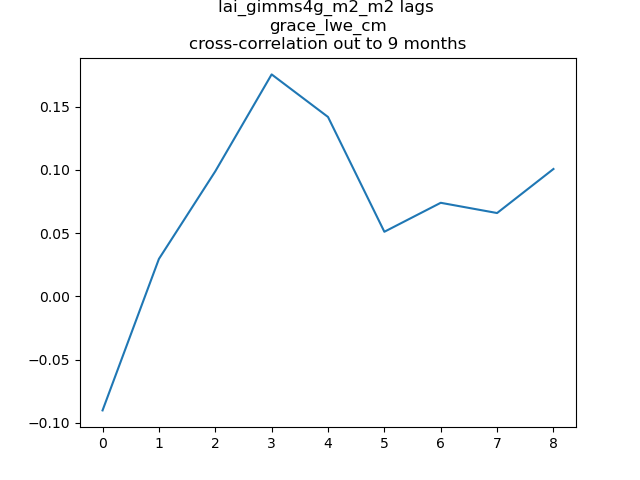 lai_gimms4g_m2_m2 lags
grace_lwe_cm
cross-correlation out to 9 months
0.15
0.10
0.05
0.00
−0.05
−0.10
0 1 2 3 4 5 6 7 8